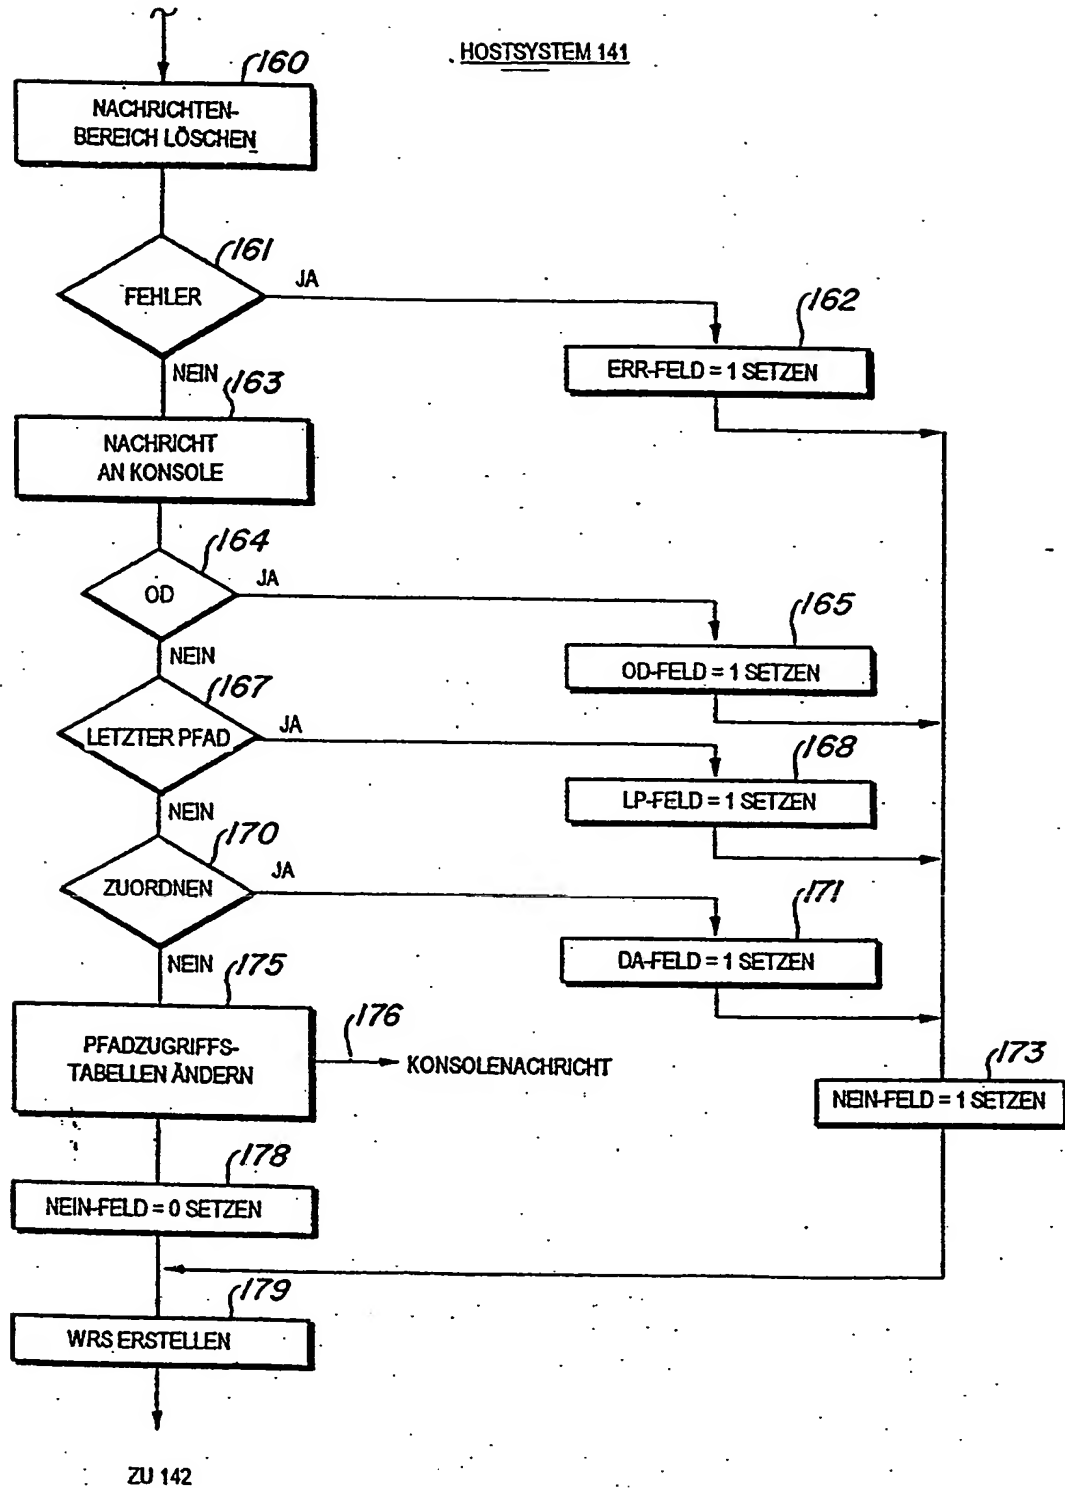 HOSTSYSTEM 141
160
NACHRICHTEN-
BEREICH LÖSCHEN
161
FEHLER
JA
162
ERR-FELD = 1 SETZEN
NEIN
163
NACHRICHT
AN KONSOLE
164
OD
JA
165
OD-FELD = 1 SETZEN
NEIN
167
LETZTER PFAD
JA
168
LP-FELD = 1 SETZEN
NEIN
170
ZUORDNEN
JA
171
DA-FELD = 1 SETZEN
NEIN
175
PFADZUGRIFFS-
TABELLEN ÄNDERN
176
KONSOLENACHRICHT
173
NEIN-FELD = 1 SETZEN
178
NEIN-FELD = 0 SETZEN
179
WRS ERSTELLEN
ZU 142